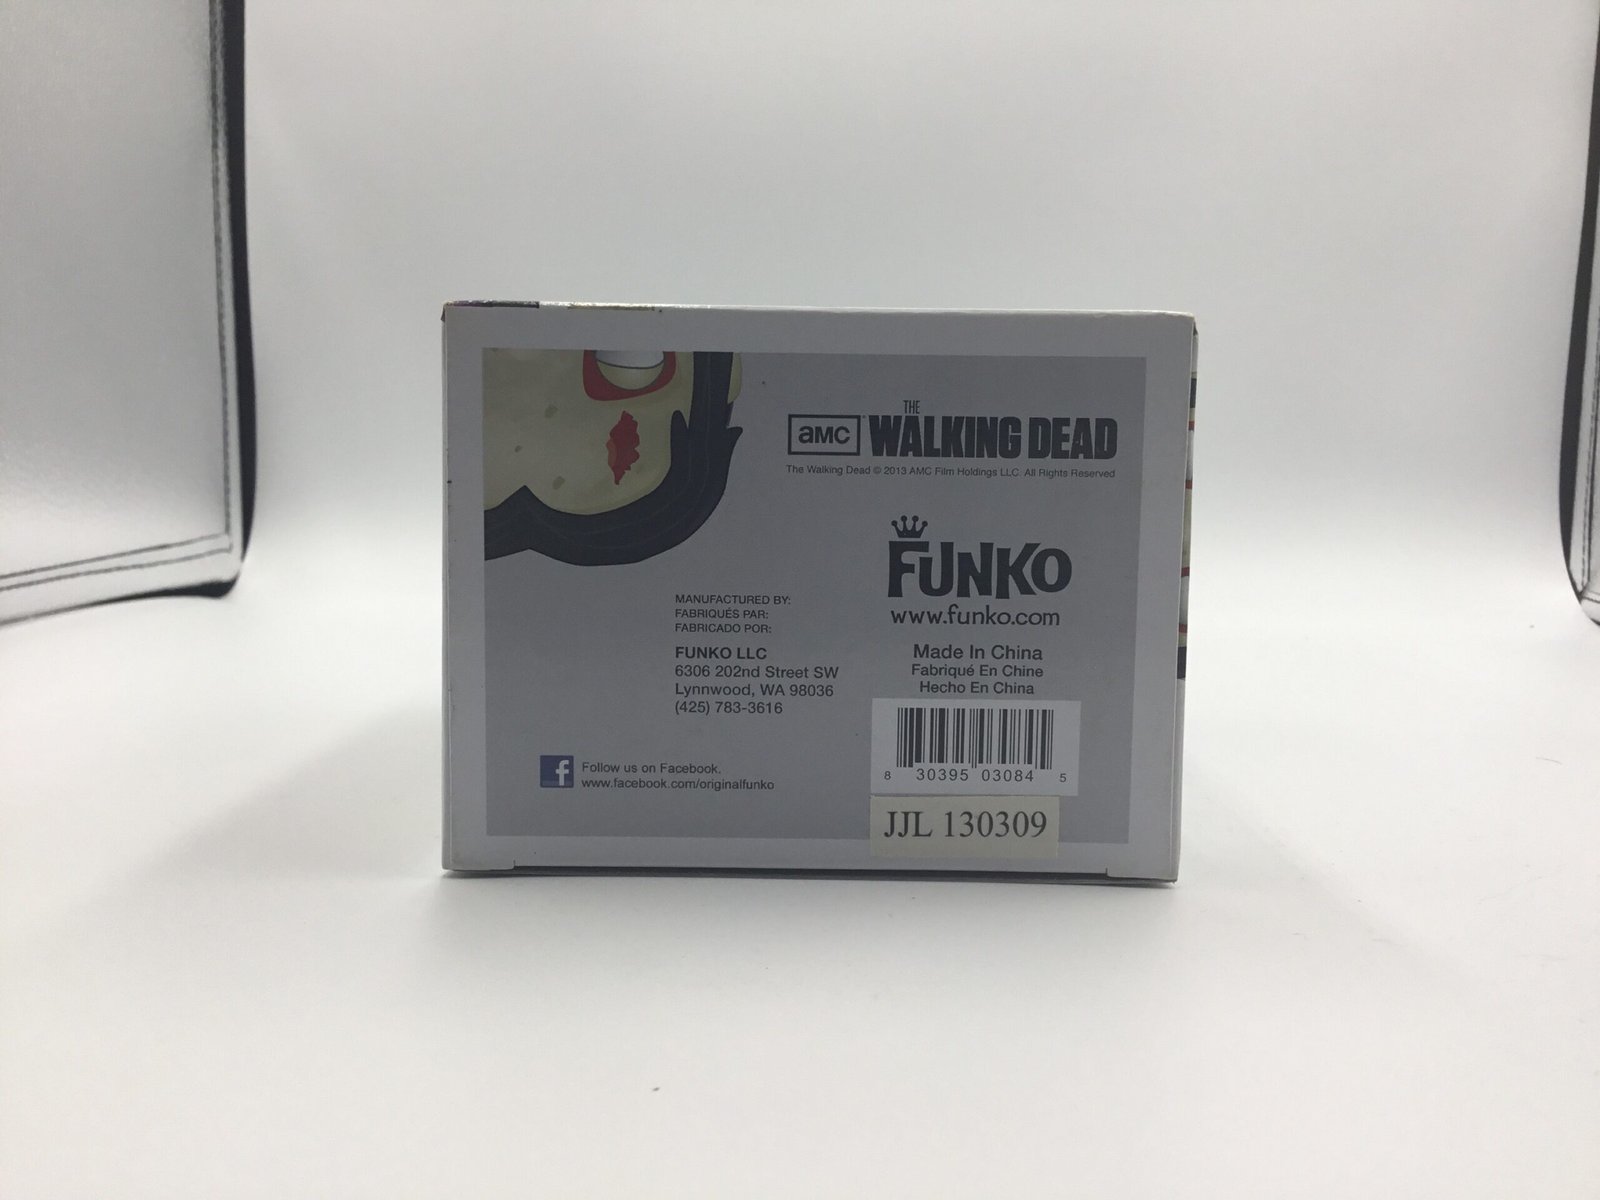 THE
aMC WALKING DEAD
The Walking Dead © 2013 AMC Film Holdings LLC. All Rights Reserved
FUNKO
www.funko.com
MANUFACTURED BY:
FABRIQUÉS PAR:
FABRICADO POR:
FUNKO LLC
6306 202nd Street SW
Lynnwood, WA 98036
(425) 783-3616
Made In China
Fabriqué En Chine
Hecho En China
8 30395 03084 5
JJL 130309
f
Follow us on Facebook.
www.facebook.com/originalfunko